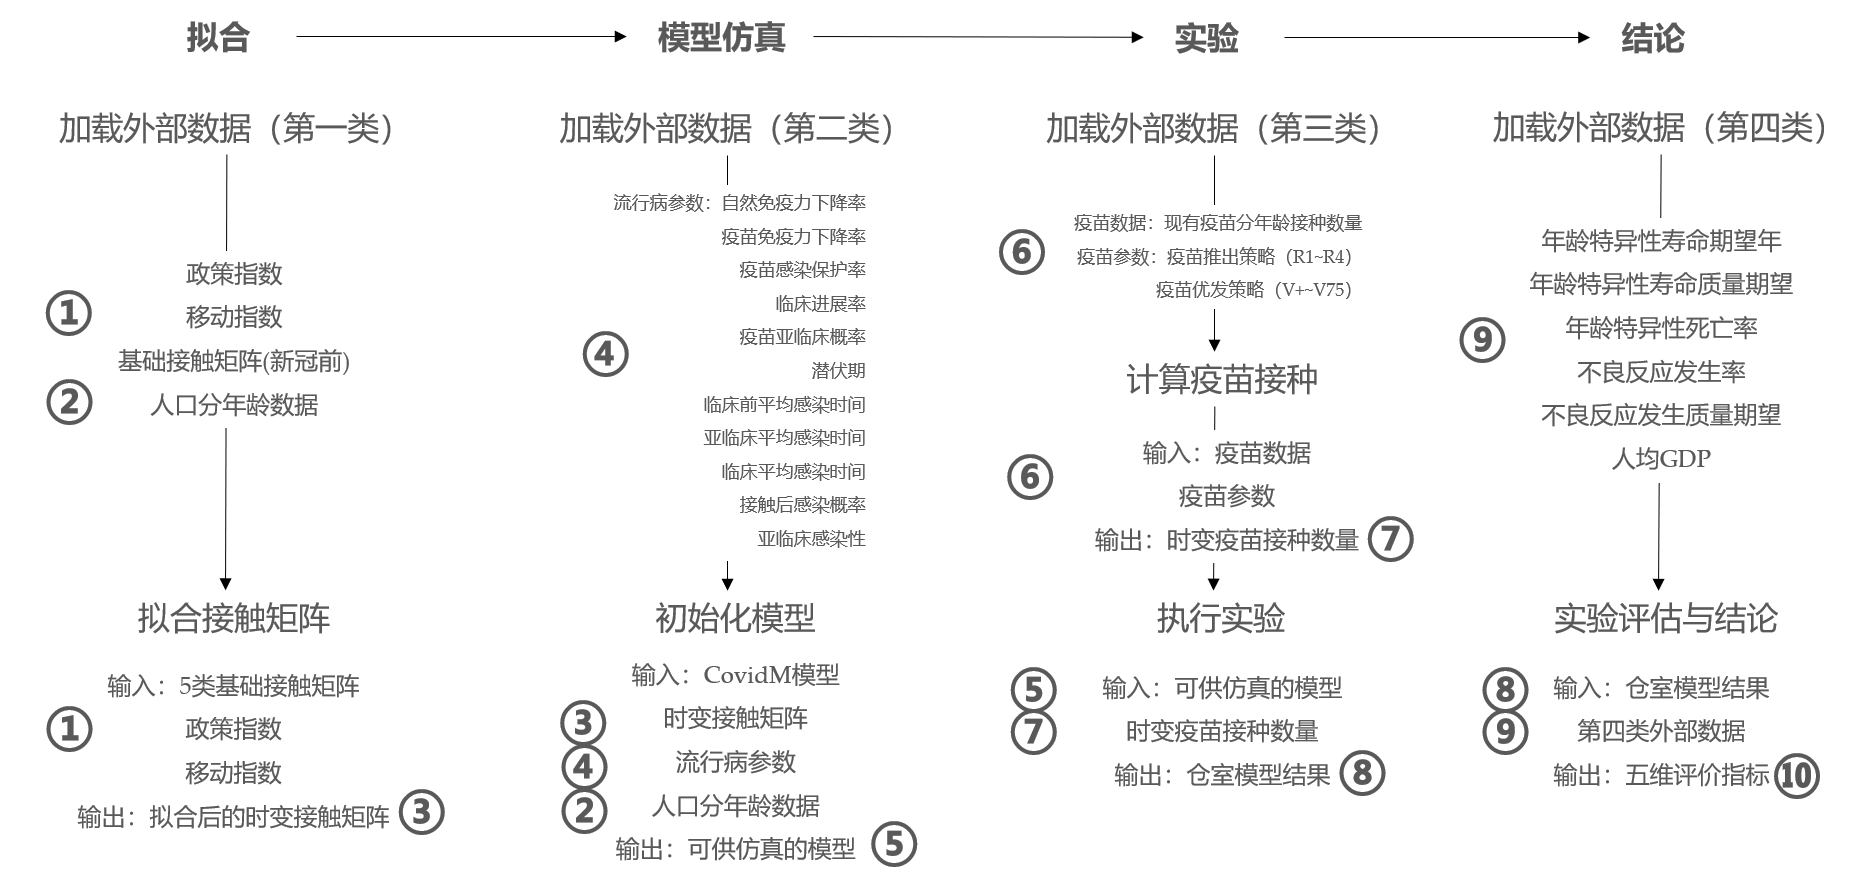 拟合
模型仿真
实验
结论
加载外部数据（第一类）
政策指数
①
移动指数
基础接触矩阵(新冠前)
②
人口分年龄数据
拟合接触矩阵
输入：5类基础接触矩阵
①
政策指数
移动指数
输出：拟合后的时变接触矩阵
③
加载外部数据（第二类）
流行病参数：自然免疫力下降率
疫苗免疫力下降率
疫苗感染保护率
临床进展率
疫苗亚临床概率
④
潜伏期
临床前平均感染时间
亚临床平均感染时间
临床平均感染时间
接触后感染概率
亚临床感染性
初始化模型
输入：CovidM模型
③
时变接触矩阵
④
流行病参数
②
人口分年龄数据
输出：可供仿真的模型
⑤
加载外部数据（第三类）
疫苗数据：现有疫苗分年龄接种数量
⑥
疫苗参数：疫苗推出策略（R1~R4）
疫苗优发策略（V+~V75）
计算疫苗接种
输入：疫苗数据
⑥
疫苗参数
输出：时变疫苗接种数量
⑦
执行实验
⑤
输入：可供仿真的模型
⑦
时变疫苗接种数量
输出：仓室模型结果
⑧
加载外部数据（第四类）
年龄特异性寿命期望年
年龄特异性寿命质量期望
⑨
年龄特异性死亡率
不良反应发生率
不良反应发生质量期望
人均GDP
实验评估与结论
⑧
输入：仓室模型结果
⑨
第四类外部数据
输出：五维评价指标
⑩